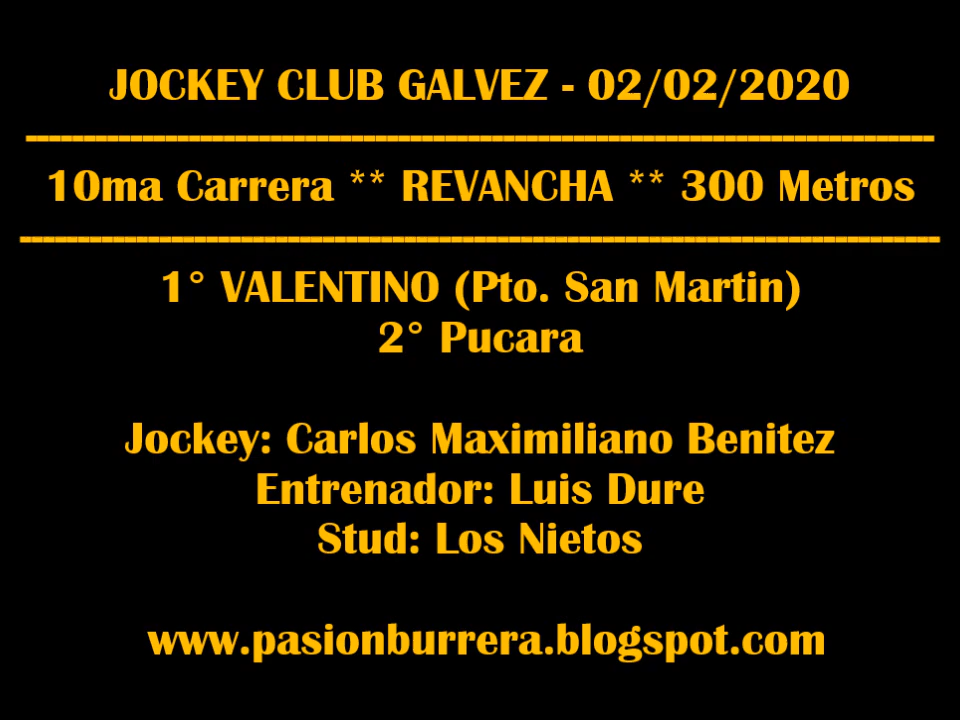 JOCKEY CLUB GALVEZ - 02/02/2020
--------------------------------------------------------------------------------
10ma Carrera ** REVANCHA ** 300 Metros
--------------------------------------------------------------------------------
1° VALENTINO (Pto. San Martin)
2° Pucara
Jockey: Carlos Maximiliano Benitez
Entrenador: Luis Dure
Stud: Los Nietos
www.pasionburrera.blogspot.com